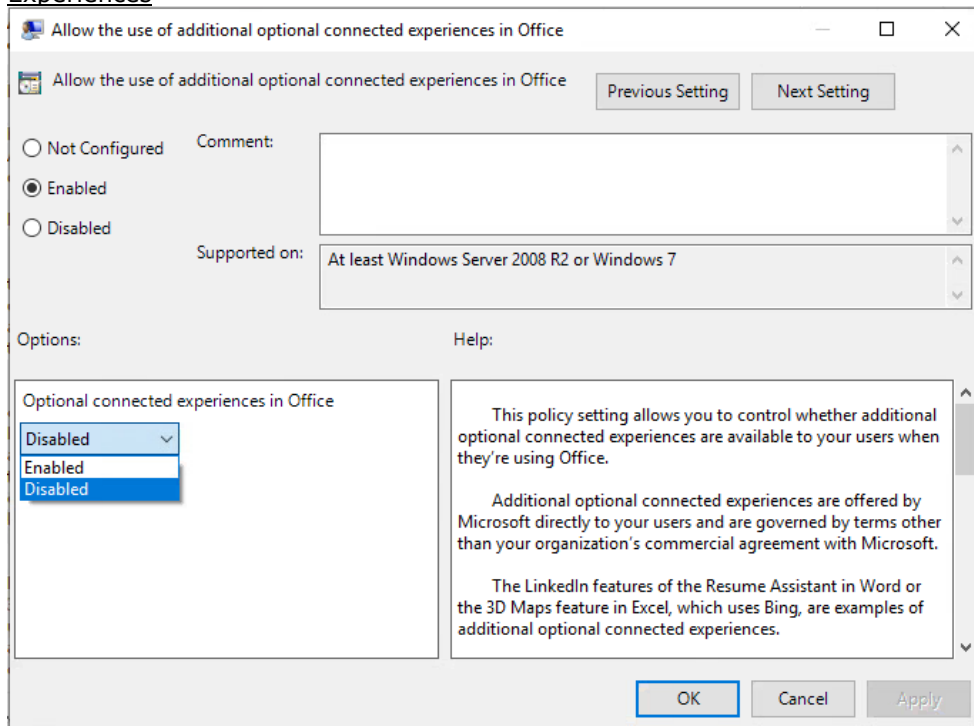 Experiences
Allow the use of additional optional connected experiences in Office
Allow the use of additional optional connected experiences in Office
Previous Setting
Next Setting
Not Configured
Comment:
Enabled
Disabled
Supported on:
At least Windows Server 2008 R2 or Windows 7
Options:
Help:
Optional connected experiences in Office
Disabled
Enabled
Disabled
This policy setting allows you to control whether additional
optional connected experiences are available to your users when
they're using Office.
Additional optional connected experiences are offered by
Microsoft directly to your users and are governed by terms other
than your organization's commercial agreement with Microsoft.
The LinkedIn features of the Resume Assistant in Word or
the 3D Maps feature in Excel, which uses Bing, are examples of
additional optional connected experiences.
OK
Cancel
Apply